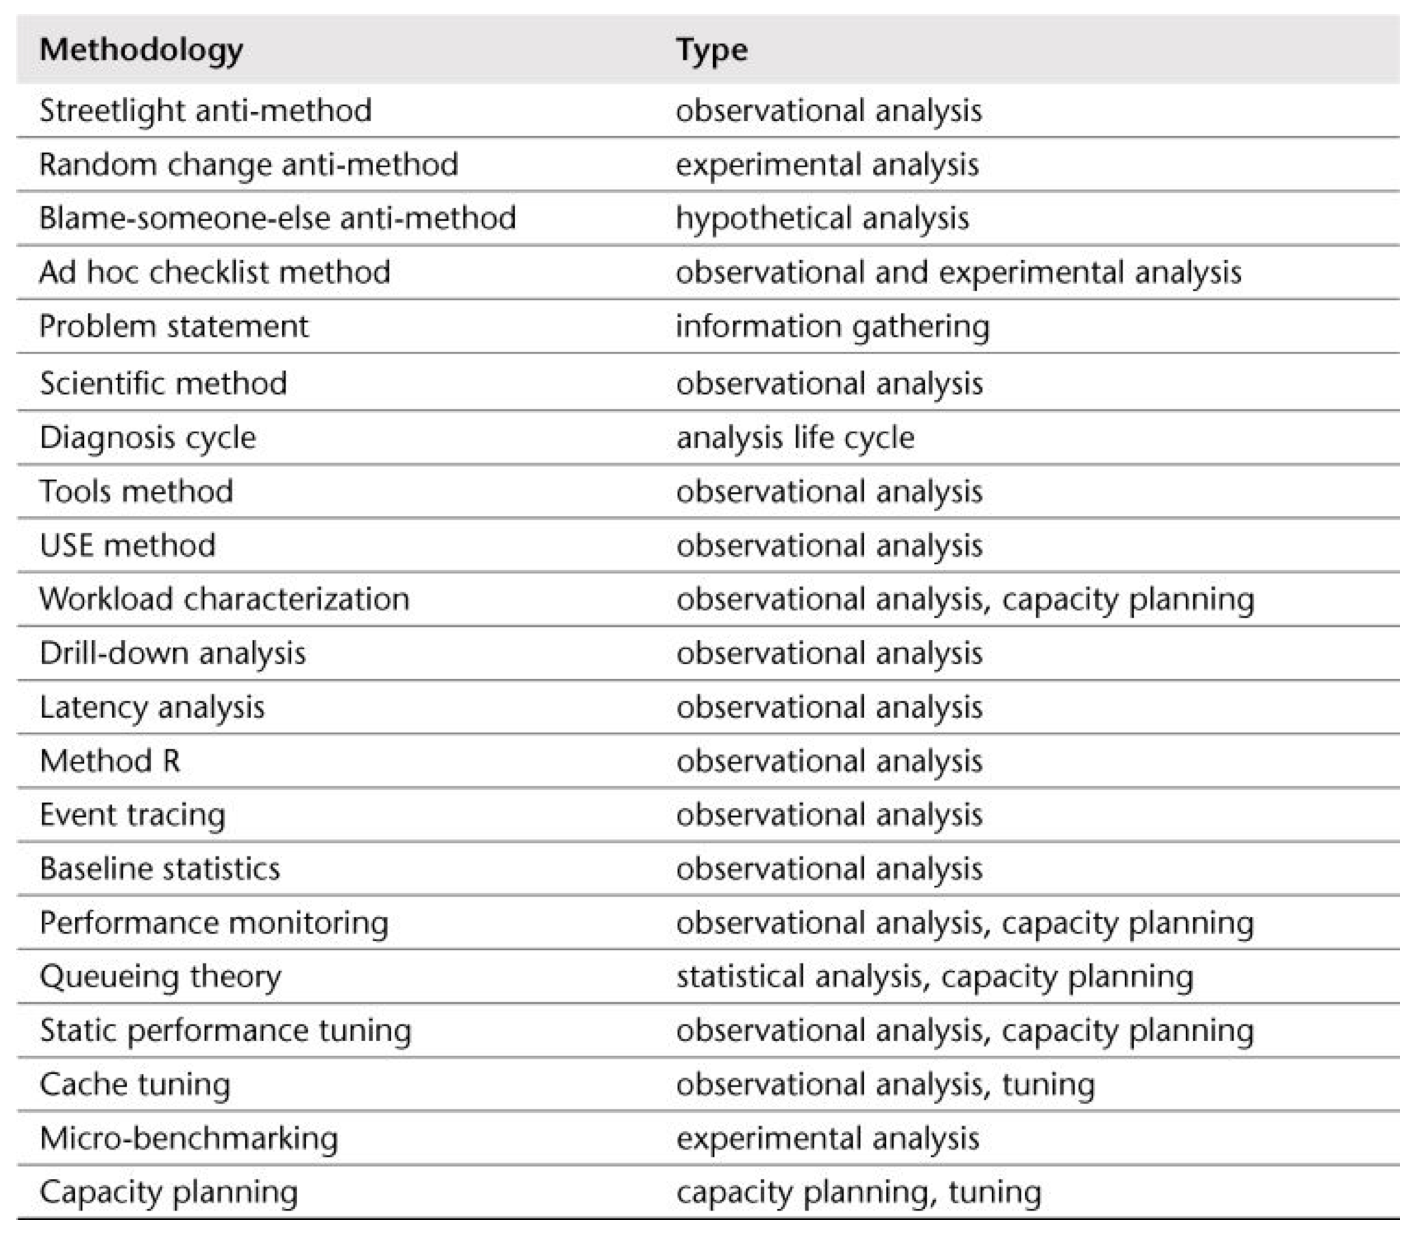 Methodology Type
Streetlight anti-method observational analysis
Random change anti-method experimental analysis
Blame-someone-else anti-method hypothetical analysis
Ad hoc checklist method observational and experimental analysis
Problem statement information gathering
Scientific method observational analysis
Diagnosis cycle analysis life cycle
Tools method observational analysis
USE method observational analysis
Workload characterization observational analysis, capacity planning
Drill-down analysis observational analysis
Latency analysis observational analysis
Method R observational analysis
Event tracing observational analysis
Baseline statistics observational analysis
Performance monitoring observational analysis, capacity planning
Queueing theory statistical analysis, capacity planning
Static performance tuning observational analysis, capacity planning
Cache tuning observational analysis, tuning
Micro-benchmarking experimental analysis
Capacity planning capacity planning, tuning